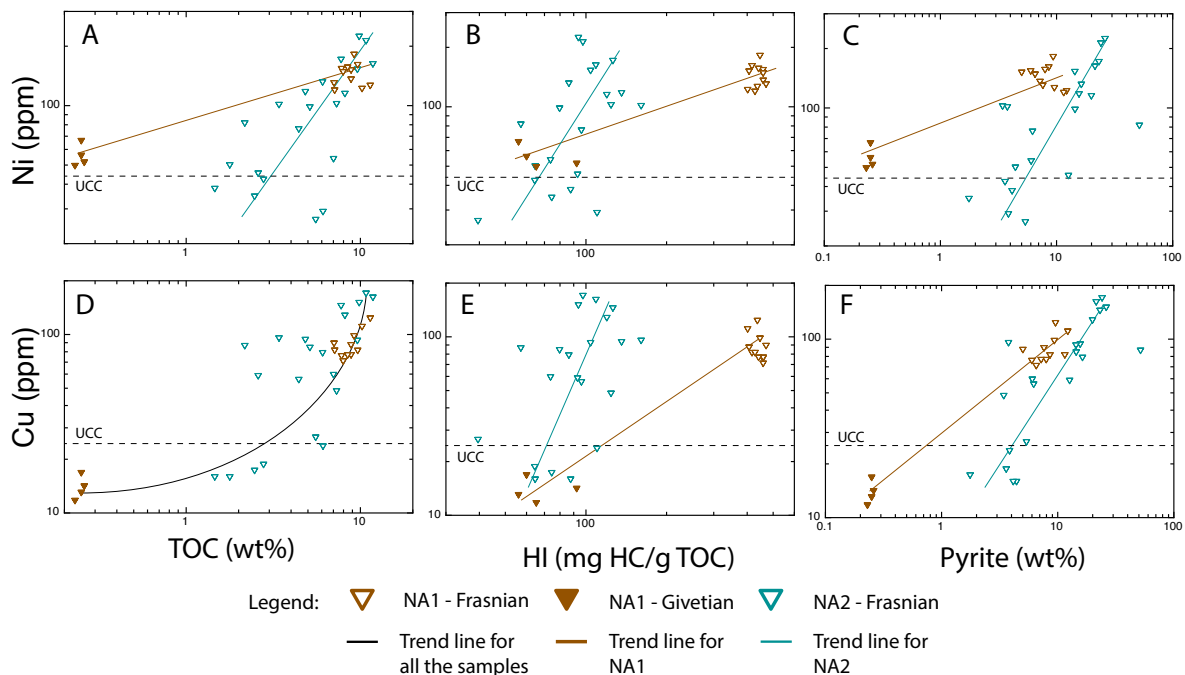 A
B
C
Ni (ppm)
100
100
100
UCC
UCC
UCC
1
10
100
0.1
1
10
100
D
E
F
Cu (ppm)
100
100
100
UCC
UCC
UCC
10
10
10
1
10
100
0.1
1
10
100
TOC (wt%)
HI (mg HC/g TOC)
Pyrite (wt%)
Legend:
NA1 - Frasnian
NA1 - Givetian
NA2 - Frasnian
Trend line for
all the samples
Trend line for
NA1
Trend line for
NA2